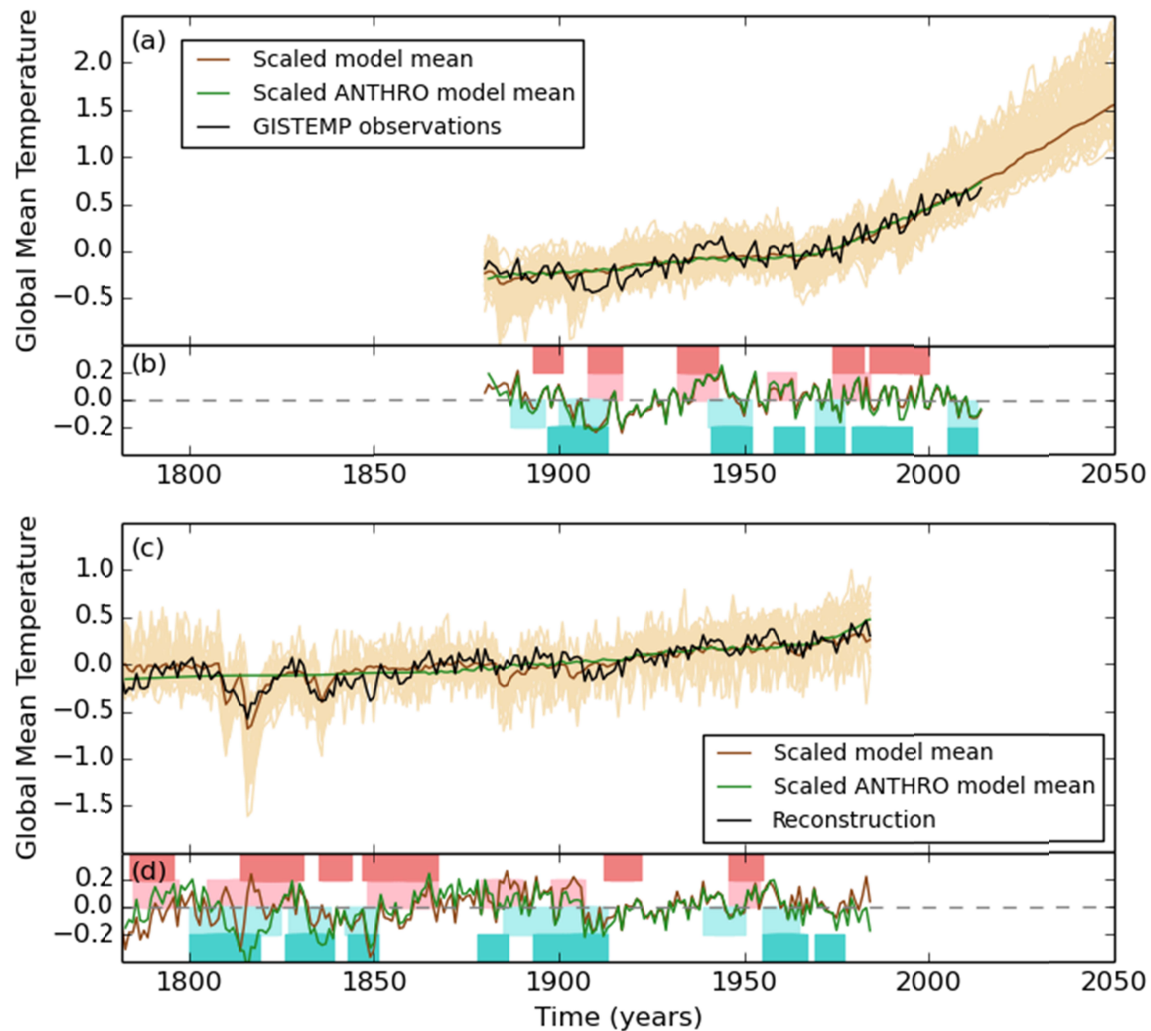 Global Mean Temperature
(a)
Scaled model mean
Scaled ANTHRO model mean
GISTEMP observations
2.0
1.5
1.0
0.5
0.0
−0.5
(b)
0.2
0.0
−0.2
1800 1850 1900 1950 2000 2050
Global Mean Temperature
(c)
1.0
0.5
0.0
−0.5
−1.0
−1.5
Scaled model mean
Scaled ANTHRO model mean
Reconstruction
(d)
0.2
0.0
−0.2
1800 1850 1900 1950 2000 2050
Time (years)